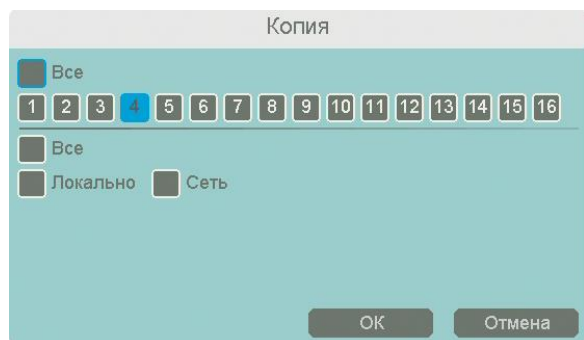 Копия
Все
1 2 3 4 5 6 7 8 9 10 11 12 13 14 15 16
Все
Локально Сеть
ОК Отмена